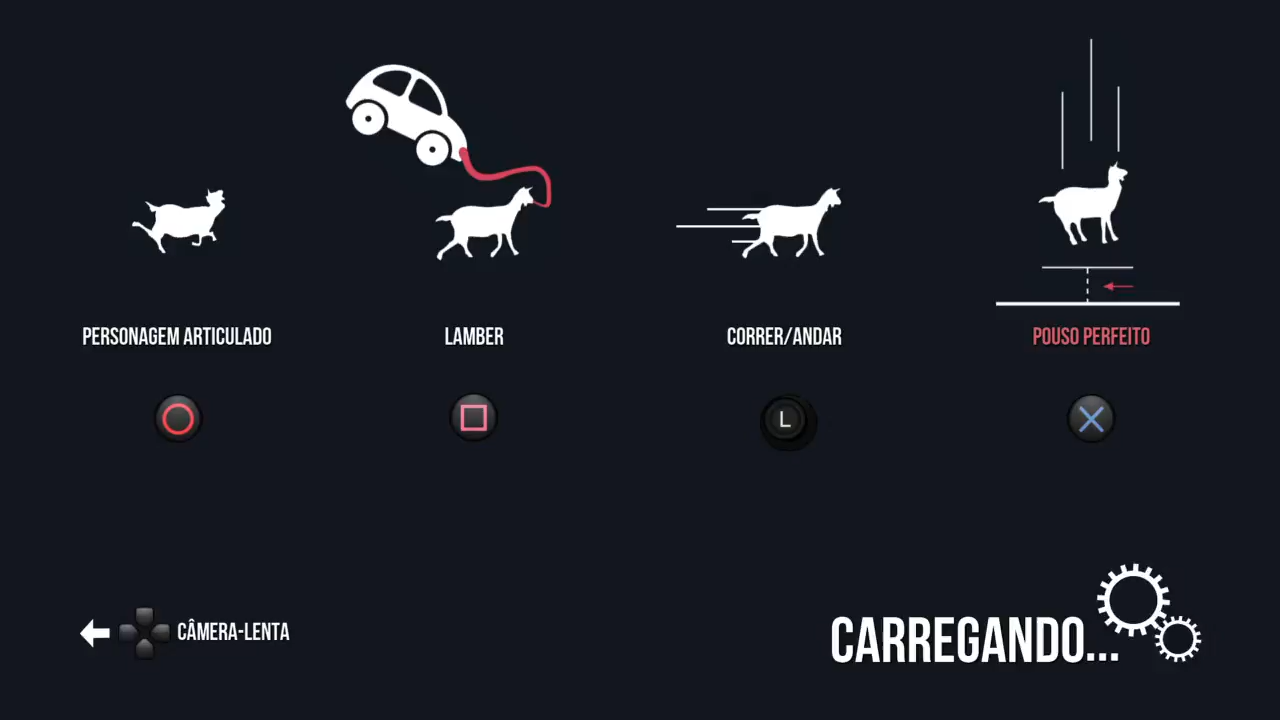 PERSONAGEM ARTICULADO
LAMBER
CORRER/ANDAR
POUSO PERFEITO
L
CÂMERA-LENTA
CARREGANDO...